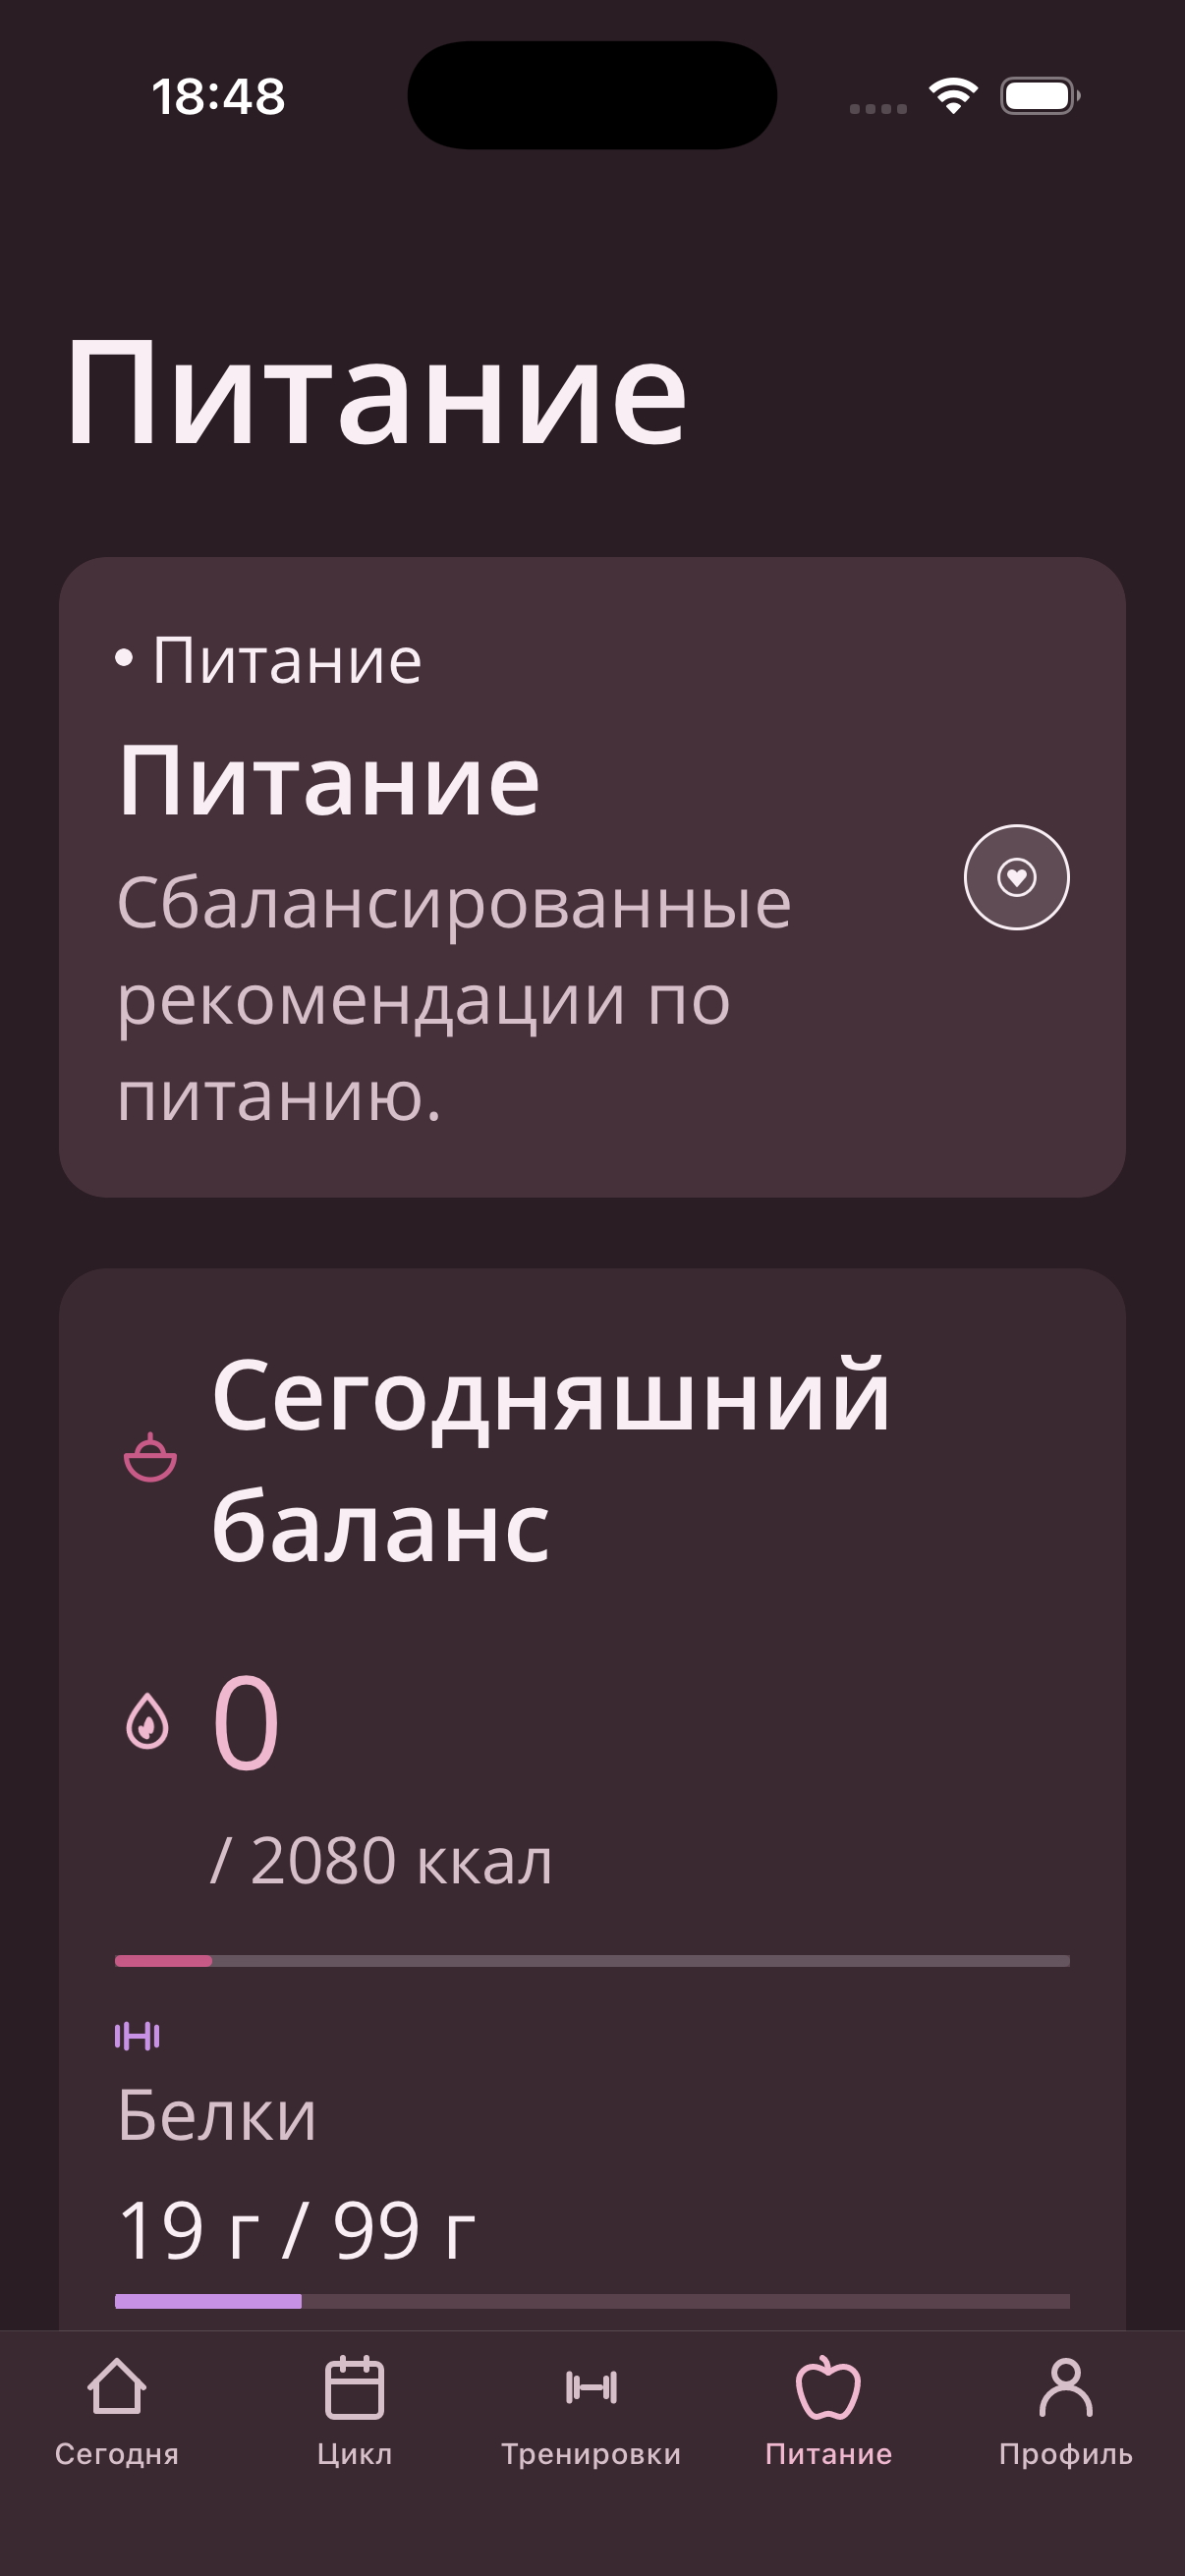 18:48
Питание
• Питание
Питание
Сбалансированные
рекомендации по
питанию.
Сегодняшний
баланс
0
/ 2080 ккал
Белки
19 г / 99 г
Сегодня
Цикл
Тренировки
Питание
Профиль